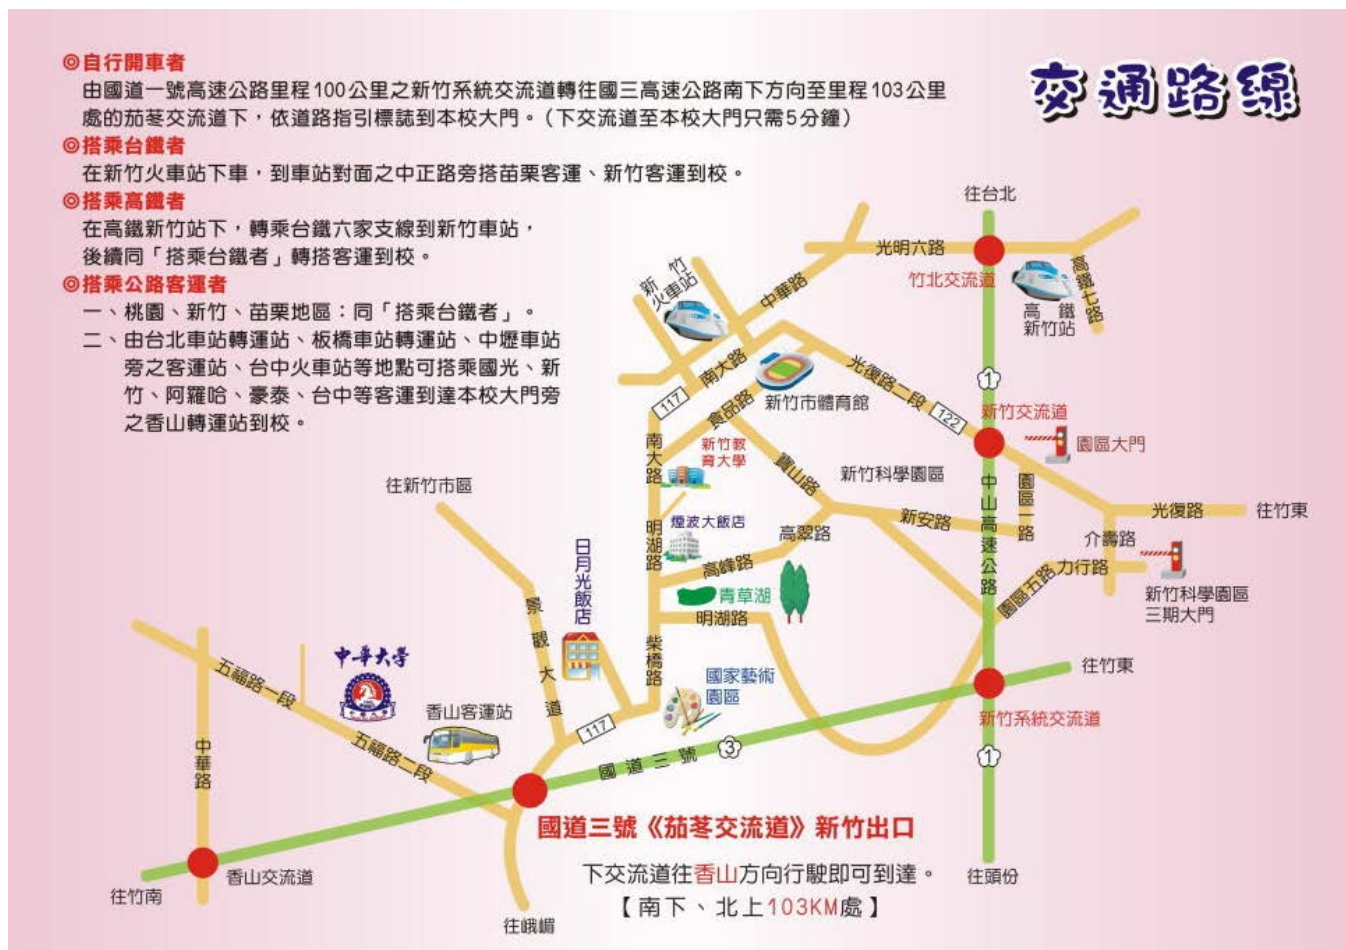 交通路線
◎自行開車者
由國道一號高速公路里程100公里之新竹系統交流道轉往國三高速公路南下方向至里程103公里
處的茄苳交流道下，依道路指引標誌到本校大門。(下交流道至本校大門只需5分鐘)
◎搭乘台鐵者
在新竹火車站下車，到車站對面之中正路旁搭苗栗客運、新竹客運到校。
◎搭乘高鐵者
在高鐵新竹站下，轉乘台鐵六家支線到新竹車站，
後續同「搭乘台鐵者」轉搭客運到校。
◎搭乘公路客運者
一、桃園、新竹、苗栗地區：同「搭乘台鐵者」。
二、由台北車站轉運站、板橋車站轉運站、中壢車站
旁之客運站、台中火車站等地點可搭乘國光、新
竹、阿羅哈、豪泰、台中等客運到達本校大門旁
之香山轉運站到校。
往台北
光明六路
竹北交流道
高鐵七路
高鐵
新竹站
新竹
火車站
中華路
南大路
117
食品路
新竹市體育館
光復路二段
122
1
新竹交流道
園區大門
南大路
新竹教
育大學
寶山路
新竹科學園區
中山高速公路
園區一路
往新竹市區
煙波大飯店
高翠路
新安路
光復路
往竹東
介壽路
明湖路
日月光飯店
高峰路
青草湖
園區五路
力行路
新竹科學園區
三期大門
景觀大道
明湖路
柴橋路
中華大學
五福路一段
國家藝術
園區
往竹東
香山客運站
117
新竹系統交流道
中華路
五福路二段
國道三號
3
1
國道三號《茄苳交流道》新竹出口
下交流道往香山方向行駛即可到達。
【南下、北上103KM處】
往頭份
香山交流道
往竹南
往峨嵋